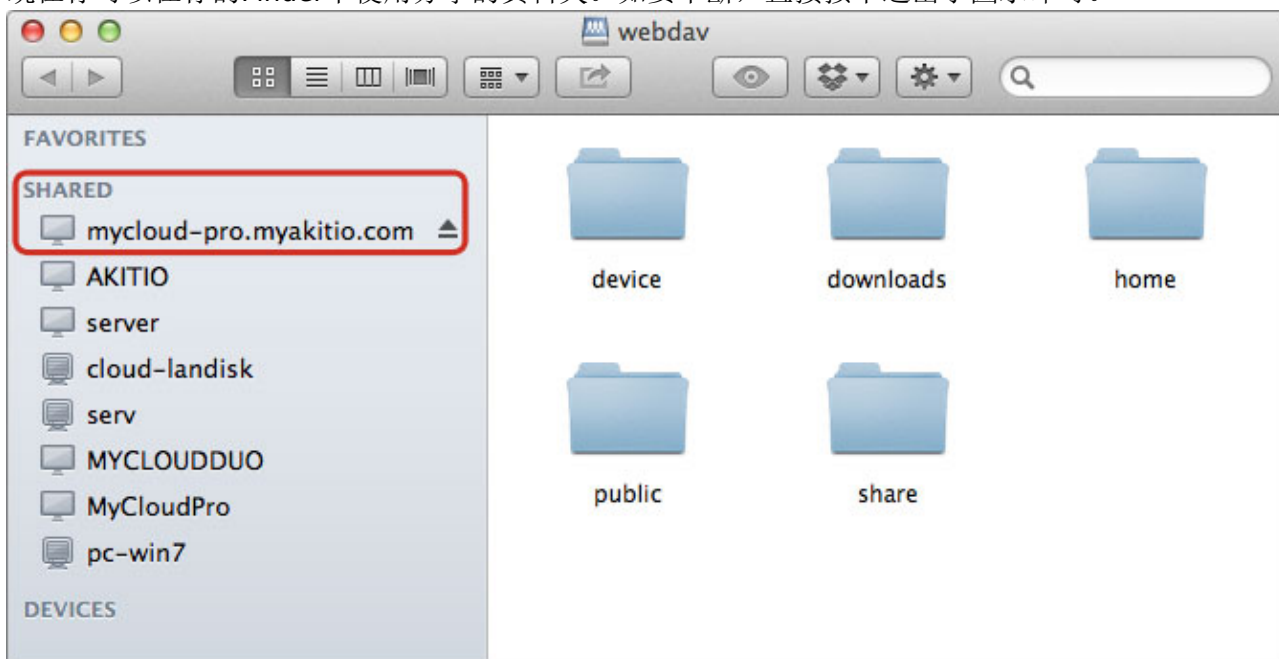 Finder
webdav
FAVORITES
SHARED
mycloud-pro.myakitio.com
AKITIO
server
cloud-landisk
serv
MYCLOUDDUO
MyCloudPro
pc-win7
DEVICES
device
downloads
home
public
share